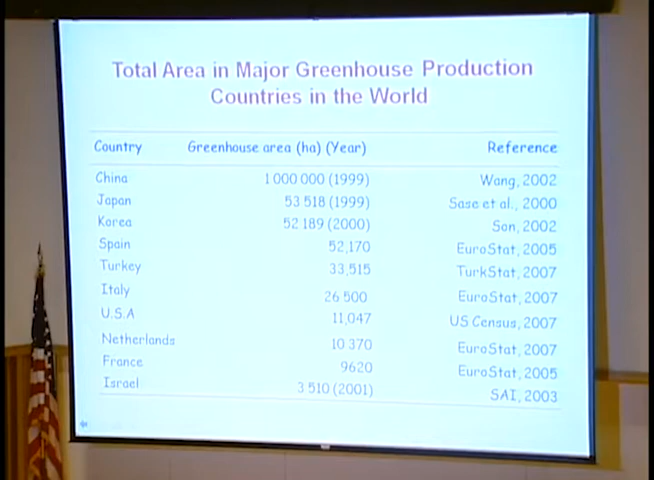 Total Area in Major Greenhouse Production
Countries in the World
Country Greenhouse area (ha) (Year) Reference
China 1 000 000 (1999) Wang, 2002
Japan 53 518 (1999) Sase et al., 2000
Korea 52 189 (2000) Son, 2002
Spain 52,170 EuroStat, 2005
Turkey 33,515 TurkStat, 2007
Italy 26 500 EuroStat, 2007
U.S.A 11,047 US Census, 2007
Netherlands 10 370 EuroStat, 2007
France 9620 EuroStat, 2005
Israel 3 510 (2001) SAI, 2003